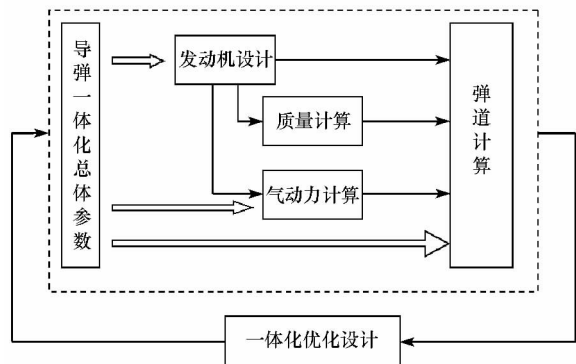 导弹一体化总体参数
发动机设计
质量计算
气动力计算
弹道计算
一体化优化设计